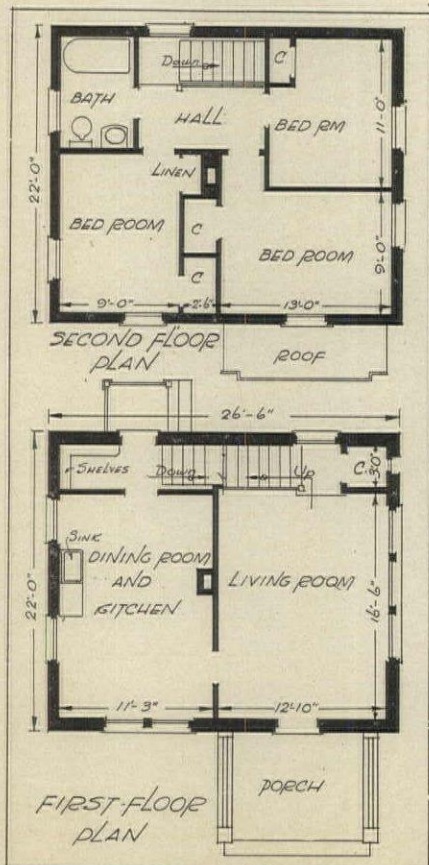 Down
C
BATH
HALL
BED RM
11'-0"
LINEN
22'-0"
BED ROOM
C
BED ROOM
C
9'-0"
9'-0"
2'-6"
13'-0"
SECOND FLOOR
PLAN
ROOF
26'-6"
SHELVES
Down
Up
C.
3'-0"
SINK
DINING ROOM
AND
KITCHEN
LIVING ROOM
22'-0"
16'-6"
11'-3"
12'-10"
PORCH
FIRST-FLOOR
PLAN